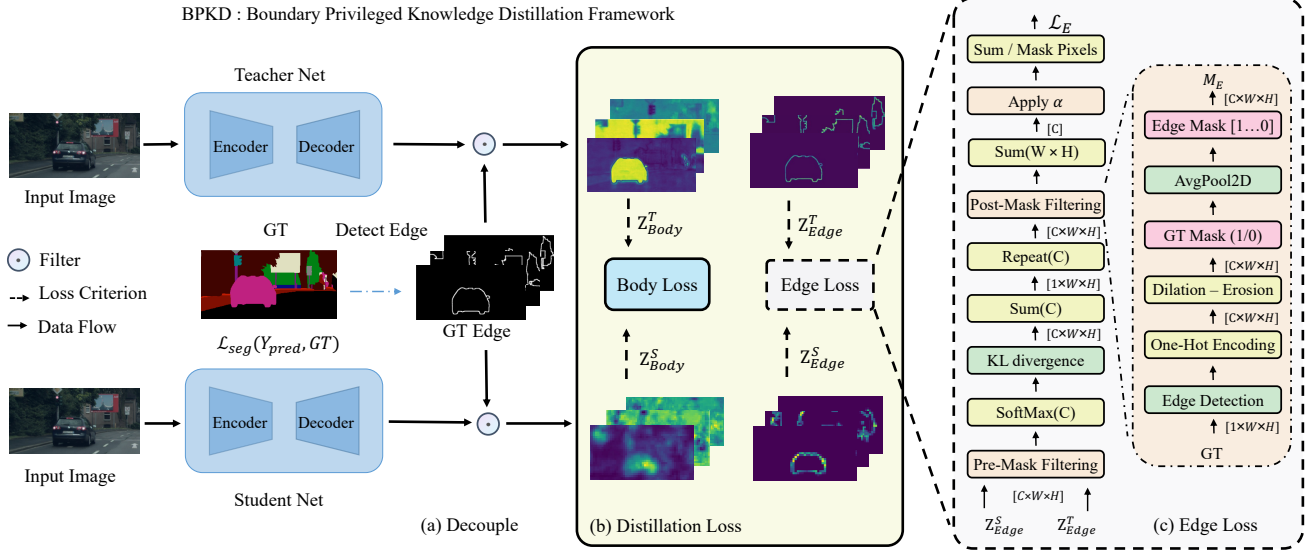 BPKD : Boundary Privileged Knowledge Distillation Framework
Teacher Net
Encoder
Decoder
Input Image
GT
Detect Edge
GT Edge
Filter
Loss Criterion
Data Flow
ℒ_seg(Y_pred, GT)
Encoder
Decoder
Input Image
Student Net
(a) Decouple
Z^T_Body
Z^T_Edge
Body Loss
Edge Loss
Z^S_Body
Z^S_Edge
(b) Distillation Loss
ℒ_E
Sum / Mask Pixels
Apply α
[C]
Sum(W × H)
Post-Mask Filtering
[C×W×H]
Repeat(C)
[1×W×H]
Sum(C)
[C×W×H]
KL divergence
SoftMax(C)
Pre-Mask Filtering
[C×W×H]
Z^S_Edge
Z^T_Edge
M_E
[C×W×H]
Edge Mask [1…0]
AvgPool2D
GT Mask (1/0)
[C×W×H]
Dilation – Erosion
[C×W×H]
One-Hot Encoding
Edge Detection
[1×W×H]
GT
(c) Edge Loss